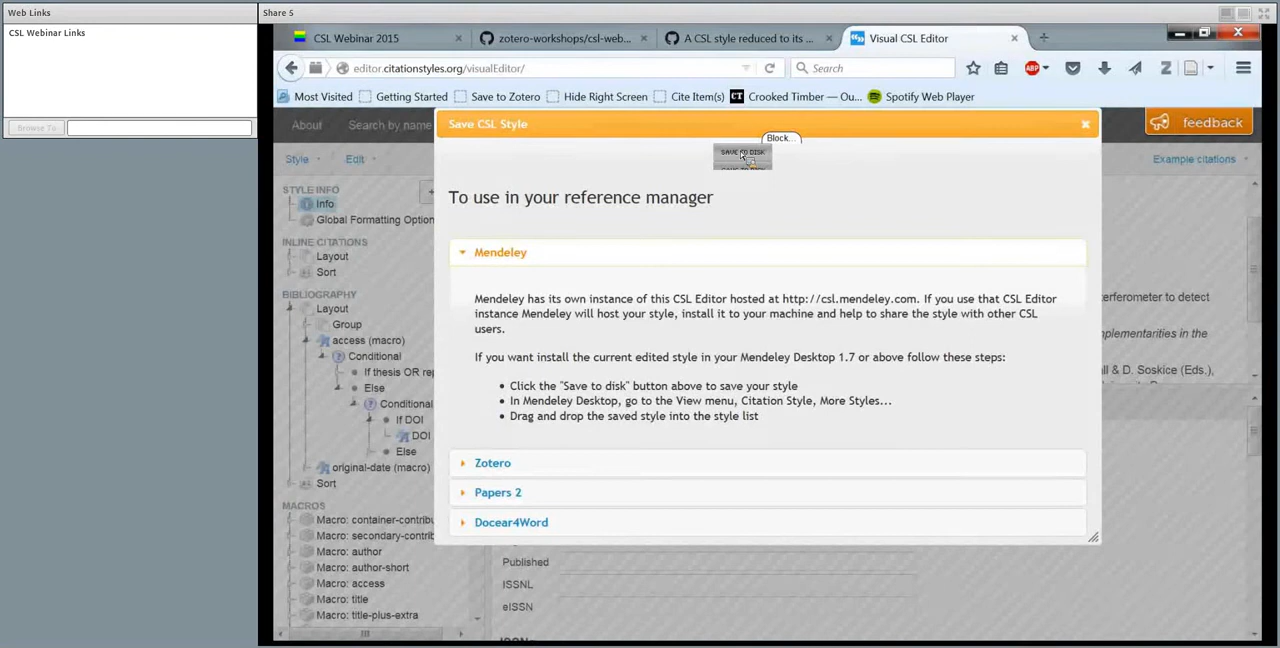 Web Links
CSL Webinar Links
Browse To
Share 5
CSL Webinar 2015
zotero-workshops/csl-web...
A CSL style reduced to its ...
Visual CSL Editor
editor.citationstyles.org/visualEditor/
Search
ABP
Most Visited
Getting Started
Save to Zotero
Hide Right Screen
Cite Item(s)
CT
Crooked Timber — Ou...
Spotify Web Player
About
Search by name
feedback
Style
Edit
Example citations
Save CSL Style
Block...
SAVE TO DISK
To use in your reference manager
Mendeley
Mendeley has its own instance of this CSL Editor hosted at http://csl.mendeley.com. If you use that CSL Editor
instance Mendeley will host your style, install it to your machine and help to share the style with other CSL
users.
If you want install the current edited style in your Mendeley Desktop 1.7 or above follow these steps:
• Click the "Save to disk" button above to save your style
• In Mendeley Desktop, go to the View menu, Citation Style, More Styles...
• Drag and drop the saved style into the style list
Zotero
Papers 2
Docear4Word
STYLE INFO
Info
Global Formatting Option
INLINE CITATIONS
Layout
Sort
BIBLIOGRAPHY
Layout
Group
access (macro)
Conditional
If thesis OR rep
Else
Conditional
If DOI
DOI
Else
original-date (macro)
Sort
MACROS
Macro: container-contribu
Macro: secondary-contrib
Macro: author
Macro: author-short
Macro: access
Macro: title
Macro: title-plus-extra
erferometer to detect
nplementarities in the
all & D. Soskice (Eds.),
Published
ISSNL
eISSN